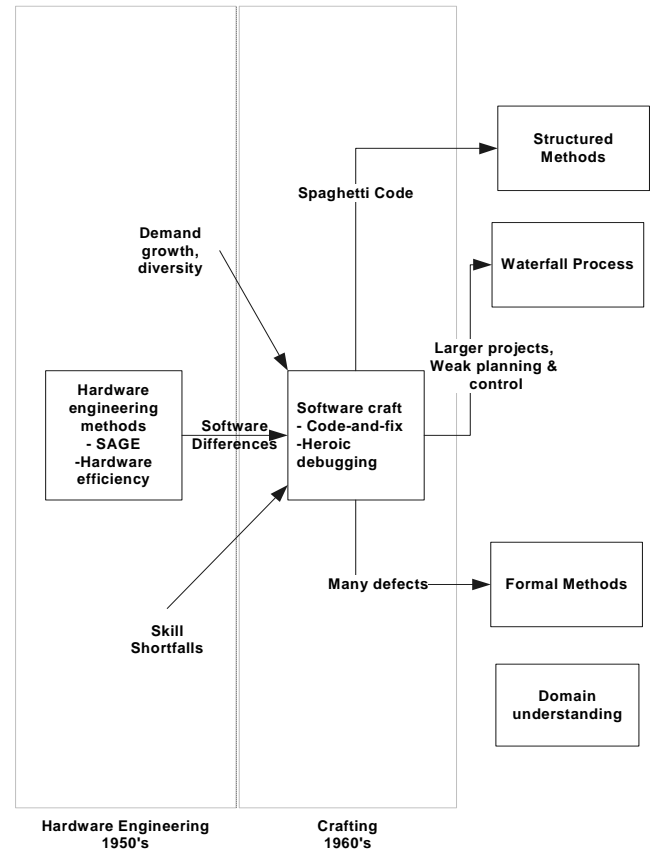 Structured
Methods
Spaghetti Code
Demand
growth,
diversity
Waterfall Process
Larger projects,
Weak planning &
control
Hardware
engineering
methods
- SAGE
-Hardware
efficiency
Software
Differences
Software craft
- Code-and-fix
-Heroic
debugging
Many defects
Formal Methods
Skill
Shortfalls
Domain
understanding
Hardware Engineering
1950's
Crafting
1960's